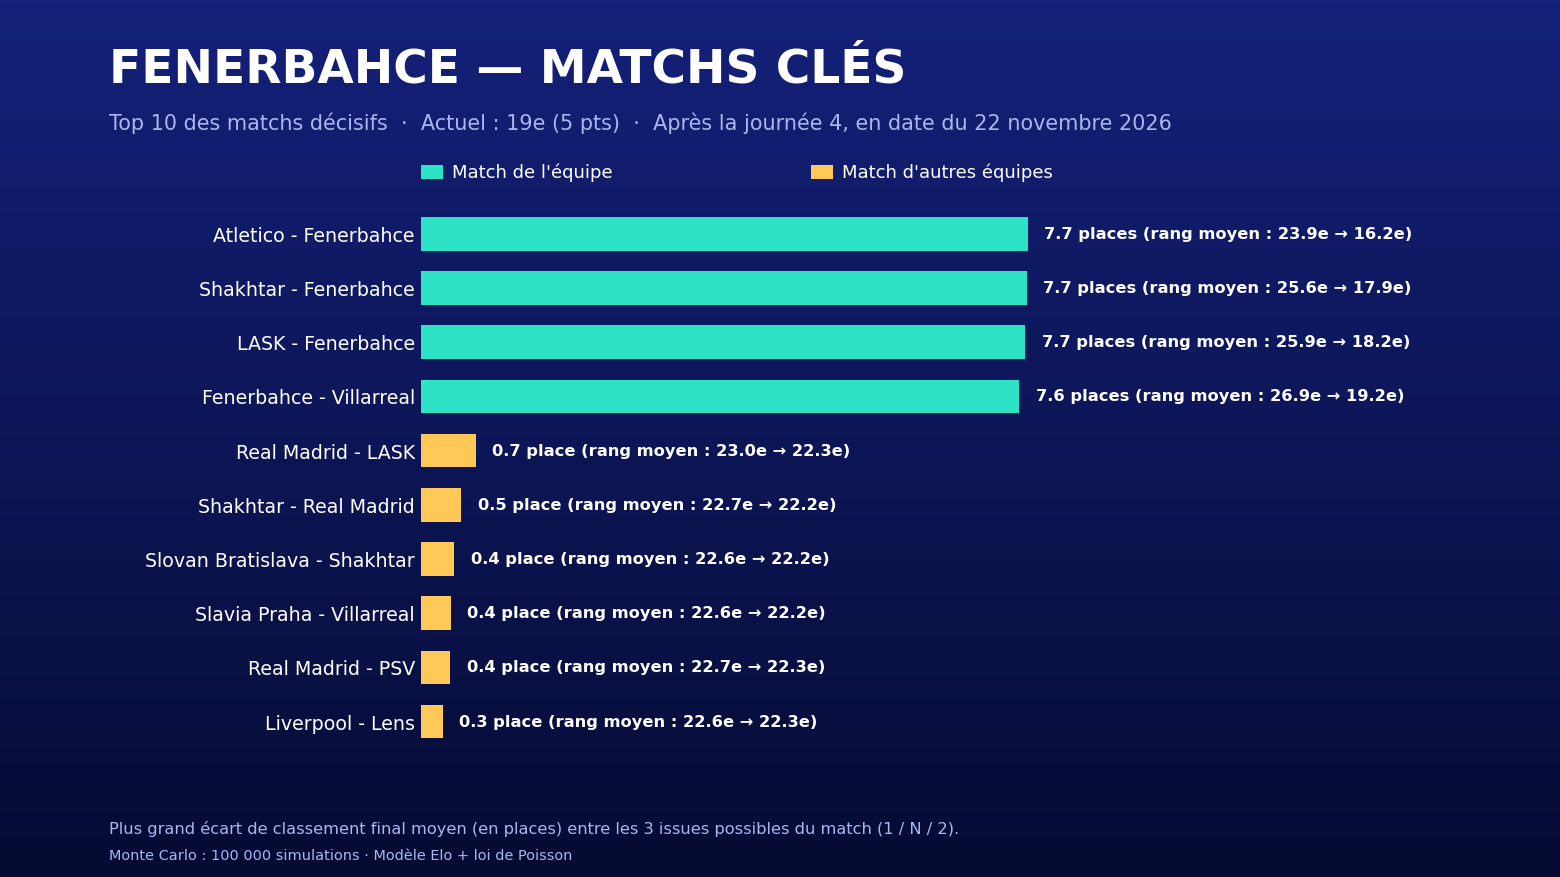 FENERBAHCE — MATCHS CLÉS
Top 10 des matchs décisifs · Actuel : 19e (5 pts) · Après la journée 4, en date du 22 novembre 2026
Match de l'équipe
Match d'autres équipes
Atletico - Fenerbahce 7.7 places (rang moyen : 23.9e → 16.2e)
Shakhtar - Fenerbahce 7.7 places (rang moyen : 25.6e → 17.9e)
LASK - Fenerbahce 7.7 places (rang moyen : 25.9e → 18.2e)
Fenerbahce - Villarreal 7.6 places (rang moyen : 26.9e → 19.2e)
Real Madrid - LASK 0.7 place (rang moyen : 23.0e → 22.3e)
Shakhtar - Real Madrid 0.5 place (rang moyen : 22.7e → 22.2e)
Slovan Bratislava - Shakhtar 0.4 place (rang moyen : 22.6e → 22.2e)
Slavia Praha - Villarreal 0.4 place (rang moyen : 22.6e → 22.2e)
Real Madrid - PSV 0.4 place (rang moyen : 22.7e → 22.3e)
Liverpool - Lens 0.3 place (rang moyen : 22.6e → 22.3e)
Plus grand écart de classement final moyen (en places) entre les 3 issues possibles du match (1 / N / 2).
Monte Carlo : 100 000 simulations · Modèle Elo + loi de Poisson